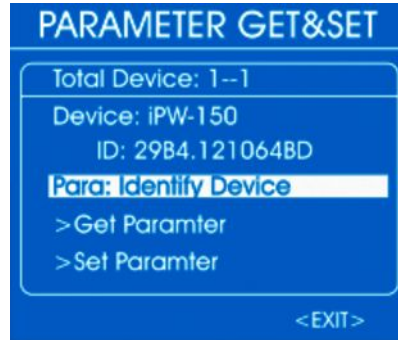 PARAMETER GET&SET
Total Device: 1--1
Device: iPW-150
ID: 29B4.121064BD
Para: Identify Device
>Get Paramter
>Set Paramter
<EXIT>